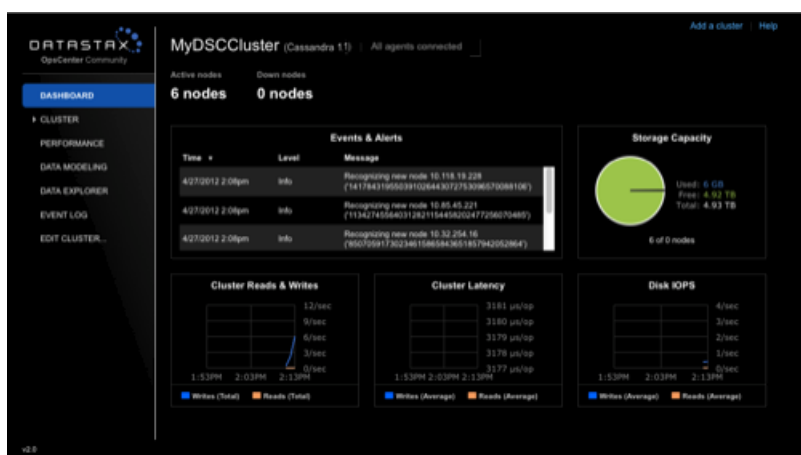 Add a cluster | Help
DATASTAX
OpsCenter Community
MyDSCCluster (Cassandra 1.1) | All agents connected
Active nodes Down nodes
6 nodes 0 nodes
DASHBOARD
CLUSTER
PERFORMANCE
DATA MODELING
DATA EXPLORER
EVENT LOG
EDIT CLUSTER...
Events & Alerts
Time Level Message
4/27/2012 2:08pm Info Recognizing new node 10.118.19.228
4/27/2012 2:08pm Info Recognizing new node 10.85.45.221
4/27/2012 2:08pm Info Recognizing new node 10.32.254.16
Storage Capacity
Used: 6 GB
Free: 4.92 TB
Total: 4.93 TB
6 of 0 nodes
Cluster Reads & Writes
12/sec
9/sec
6/sec
3/sec
0/sec
1:53PM 2:03PM 2:13PM
Writes (Total) Reads (Total)
Cluster Latency
3181 µs/op
3180 µs/op
3179 µs/op
3178 µs/op
3177 µs/op
1:53PM 2:03PM 2:13PM
Writes (Average) Reads (Average)
Disk IOPS
4/sec
3/sec
2/sec
1/sec
0/sec
1:53PM 2:03PM 2:13PM
Writes (Average) Reads (Average)
v2.0